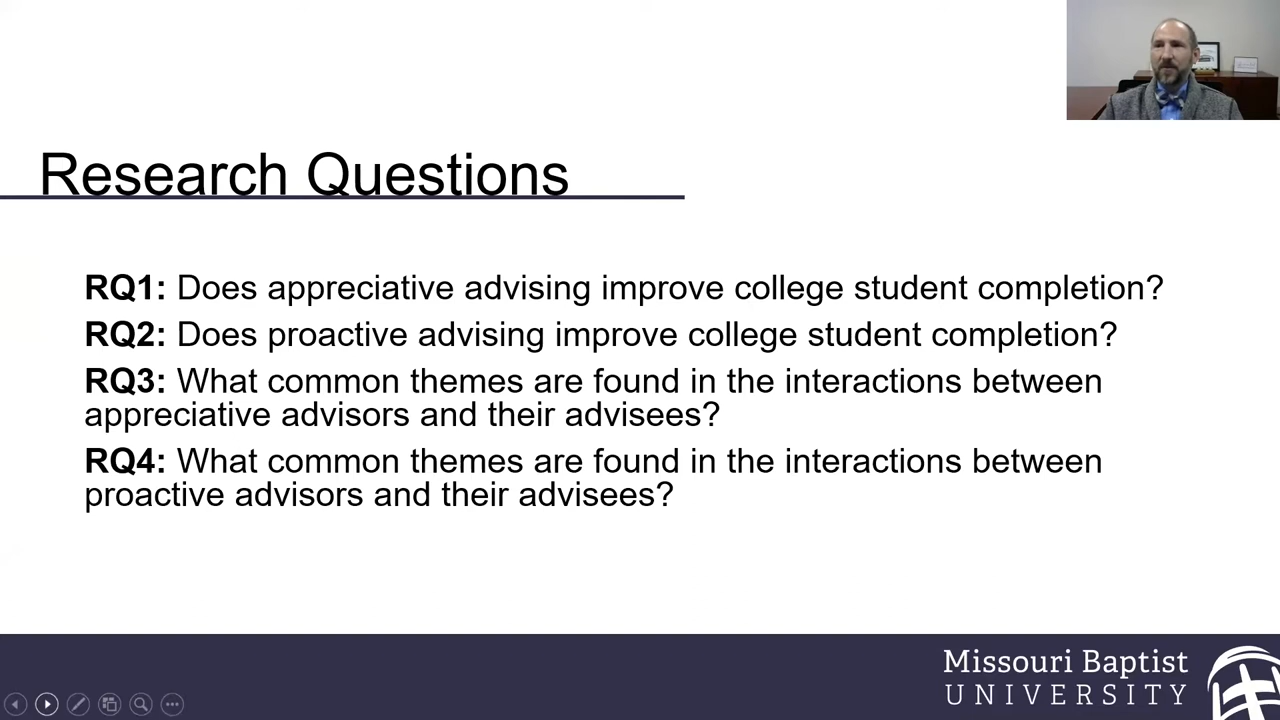 Research Questions
RQ1: Does appreciative advising improve college student completion?
RQ2: Does proactive advising improve college student completion?
RQ3: What common themes are found in the interactions between
appreciative advisors and their advisees?
RQ4: What common themes are found in the interactions between
proactive advisors and their advisees?
Missouri Baptist
UNIVERSITY